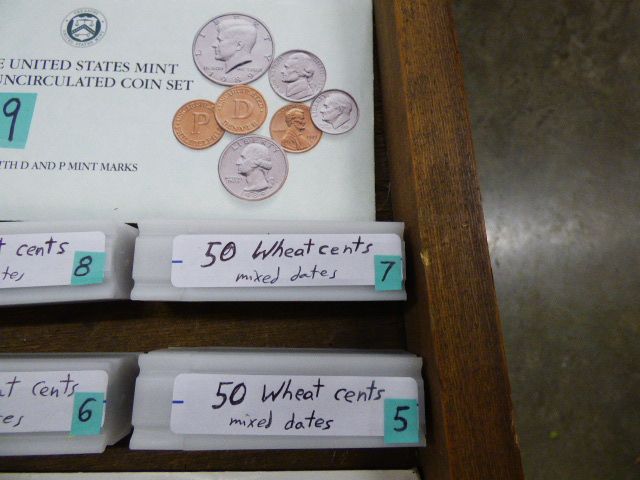 E UNITED STATES MINT
UNCIRCULATED COIN SET
9
P
D
LIBERTY
TH D AND P MINT MARKS
t cents
tes
8
50 Wheat cents
mixed dates
7
at cents
es
6
50 Wheat cents
mixed dates
5